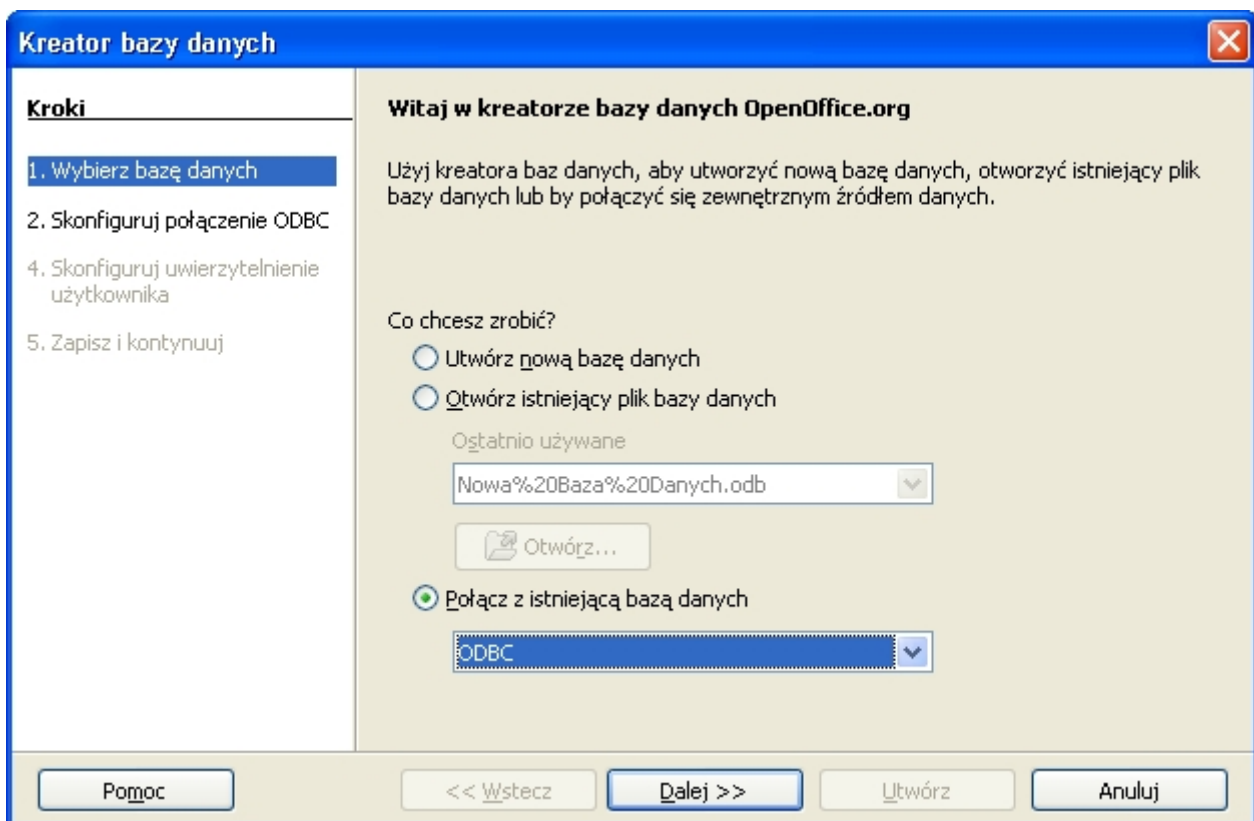 Kreator bazy danych
Kroki
1. Wybierz bazę danych
2. Skonfiguruj połączenie ODBC
4. Skonfiguruj uwierzytelnienie
użytkownika
5. Zapisz i kontynuuj
Witaj w kreatorze bazy danych OpenOffice.org
Użyj kreatora baz danych, aby utworzyć nową bazę danych, otworzyć istniejący plik
bazy danych lub by połączyć się zewnętrznym źródłem danych.
Co chcesz zrobić?
Utwórz nową bazę danych
Otwórz istniejący plik bazy danych
Ostatnio używane
Nowa%20Baza%20Danych.odb
Otwórz...
Połącz z istniejącą bazą danych
ODBC
Pomoc
<< Wstecz
Dalej >>
Utwórz
Anuluj